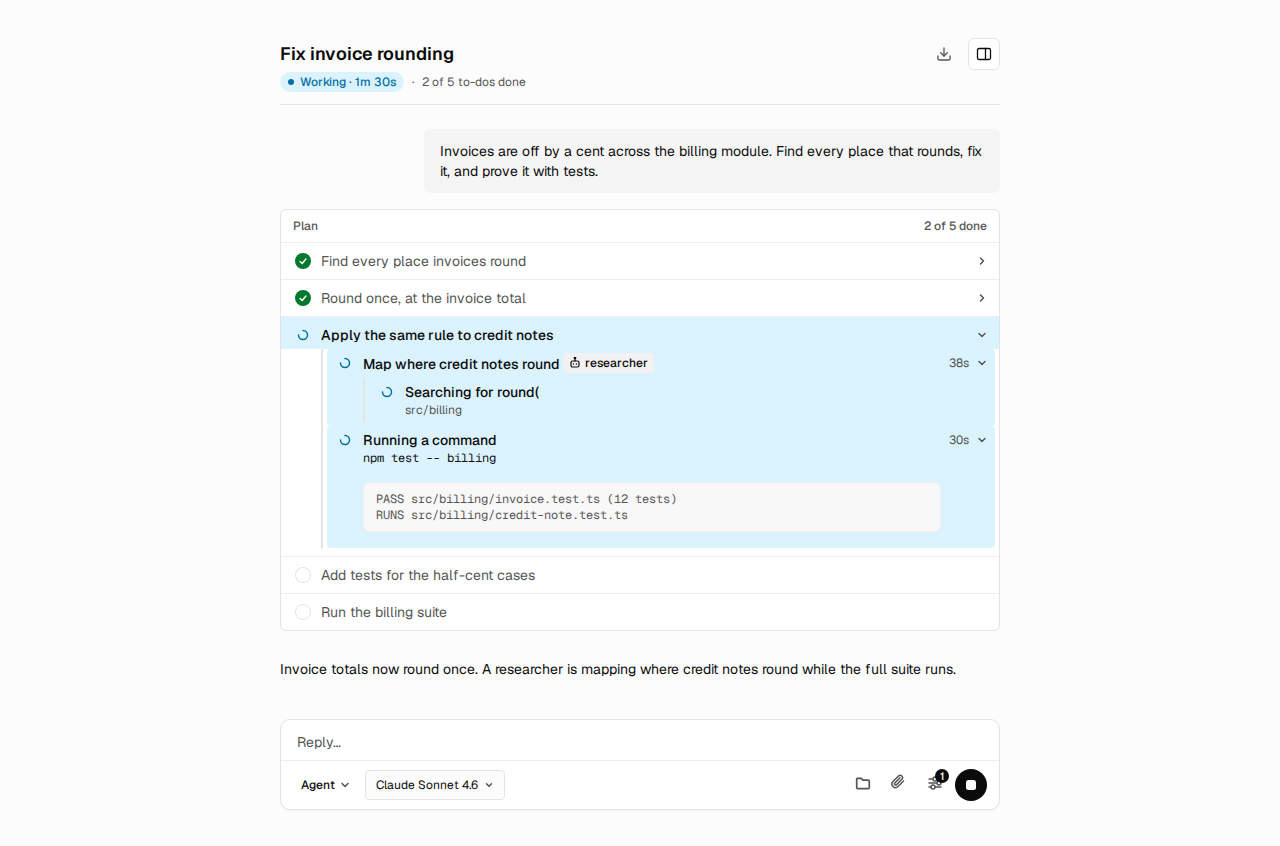 Fix invoice rounding
Working · 1m 30s · 2 of 5 to-dos done
Invoices are off by a cent across the billing module. Find every place that rounds, fix
it, and prove it with tests.
Plan 2 of 5 done
Find every place invoices round
Round once, at the invoice total
Apply the same rule to credit notes
Map where credit notes round researcher 38s
Searching for round(
src/billing
Running a command 30s
npm test -- billing
PASS src/billing/invoice.test.ts (12 tests)
RUNS src/billing/credit-note.test.ts
Add tests for the half-cent cases
Run the billing suite
Invoice totals now round once. A researcher is mapping where credit notes round while the full suite runs.
Reply…
Agent Claude Sonnet 4.6 1